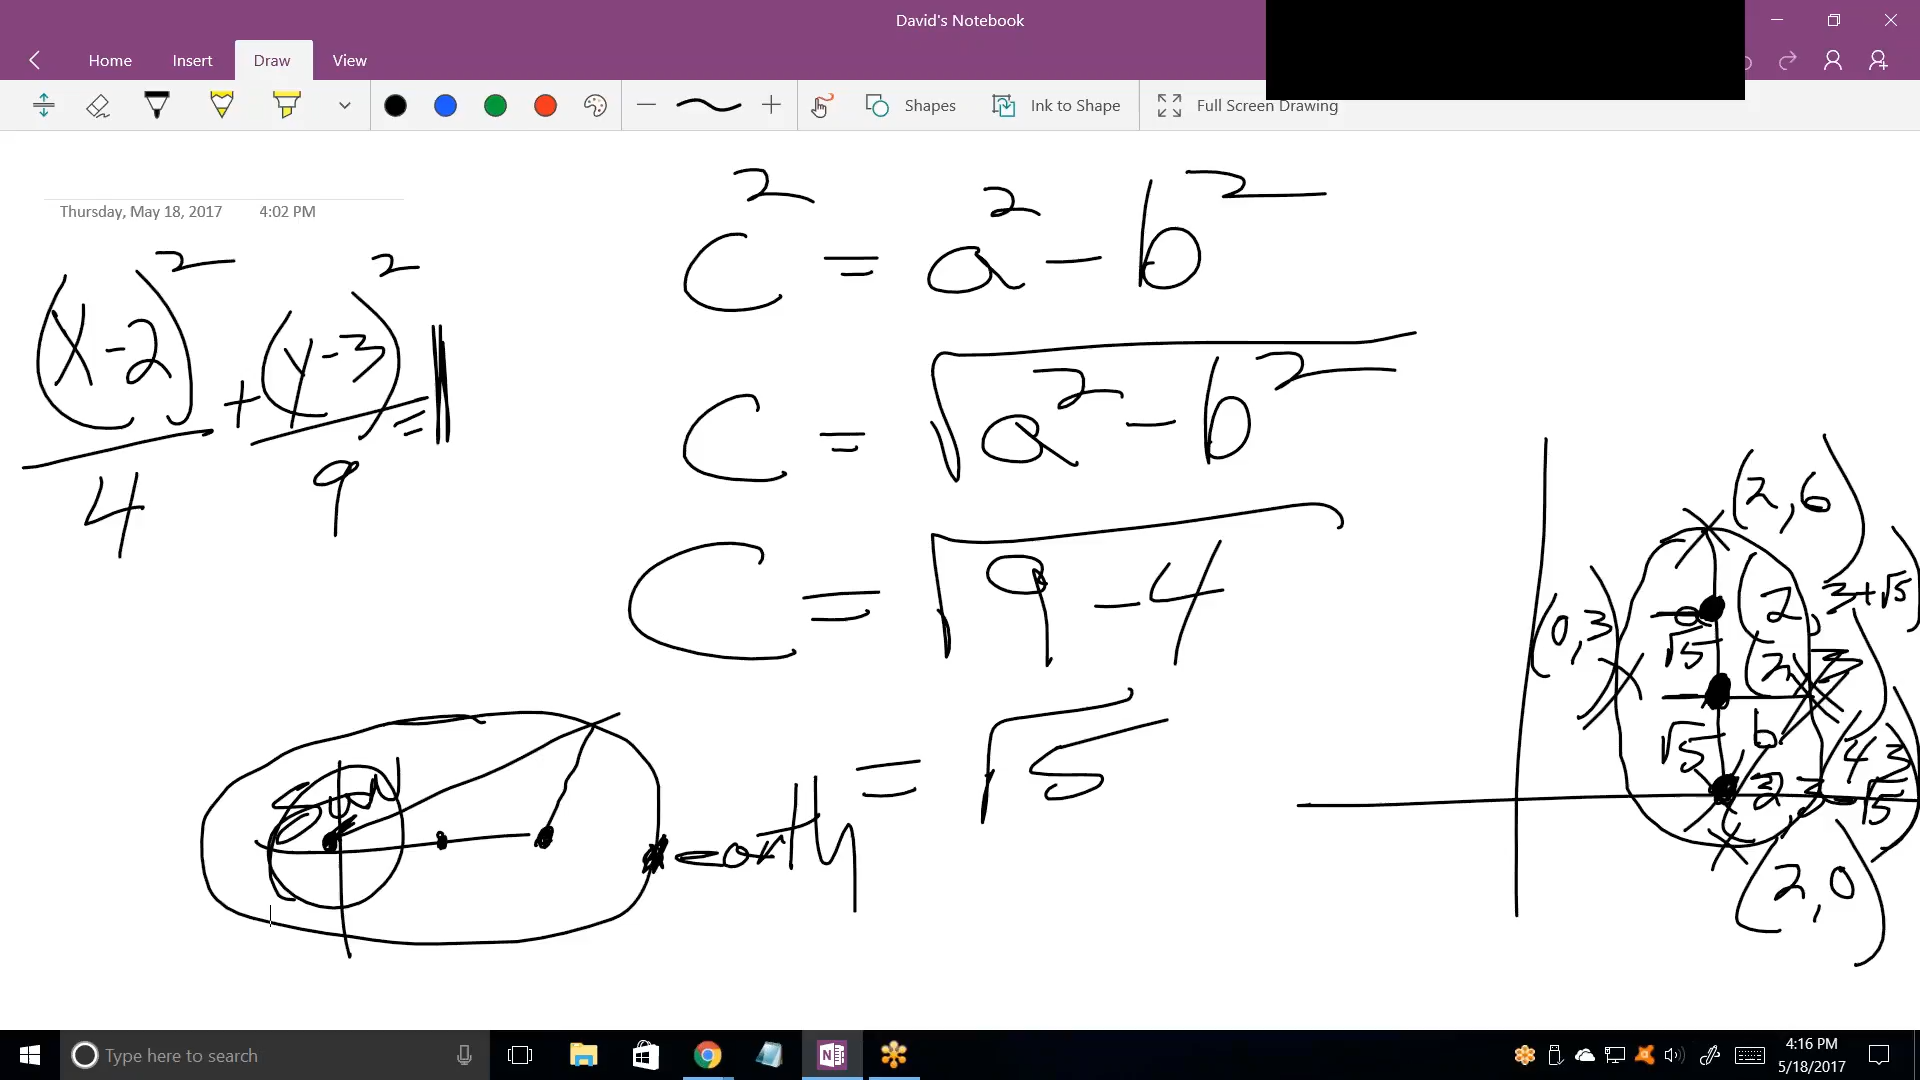 David's Notebook
Home Insert Draw View
Shapes Ink to Shape Full Screen Drawing
Thursday, May 18, 2017 4:02 PM
(x-2)² / 4 + (y-3)² / 9 = 1
c² = a² - b²
c = √(a² - b²)
c = √(9 - 4)
= √5
sun
earth
(2, 6)
(2, 3+√5)
(0, 3)
√5
(2, 3)
√5 b
(4, 3)
(2, 3-√5)
(2, 0)
Type here to search
4:16 PM
5/18/2017